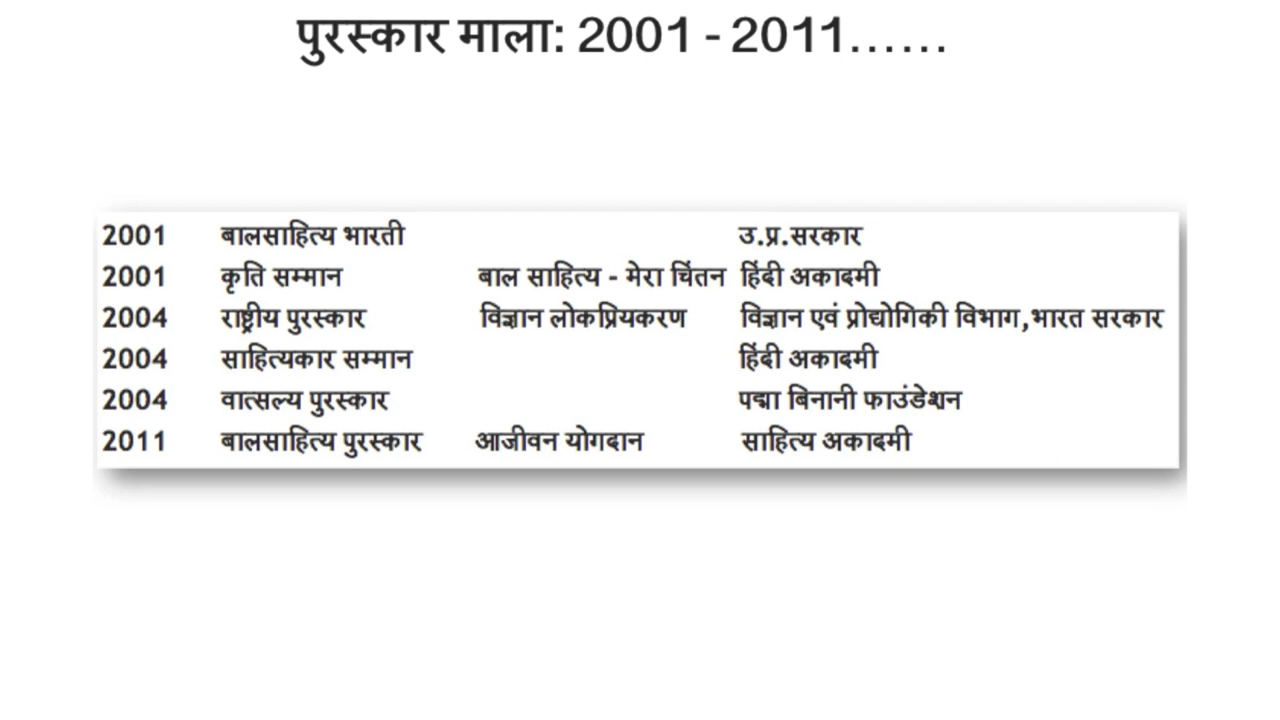 पुरस्कार माला: 2001 - 2011......
2001 बालसाहित्य भारती उ.प्र.सरकार
2001 कृति सम्मान बाल साहित्य - मेरा चिंतन हिंदी अकादमी
2004 राष्ट्रीय पुरस्कार विज्ञान लोकप्रियकरण विज्ञान एवं प्रोद्योगिकी विभाग,भारत सरकार
2004 साहित्यकार सम्मान हिंदी अकादमी
2004 वात्सल्य पुरस्कार पद्मा बिनानी फाउंडेशन
2011 बालसाहित्य पुरस्कार आजीवन योगदान साहित्य अकादमी